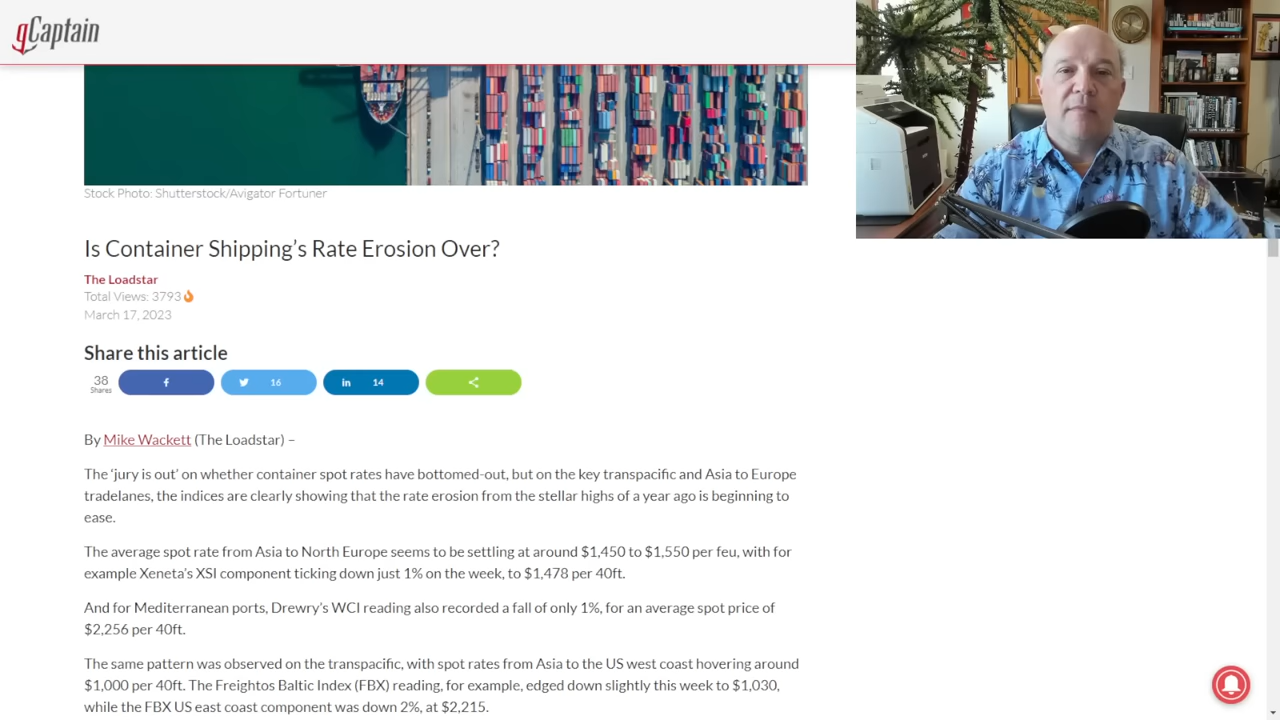 gCaptain
Stock Photo: Shutterstock/Avigator Fortuner
Is Container Shipping’s Rate Erosion Over?
The Loadstar
Total Views: 3793
March 17, 2023
Share this article
38
Shares
16
14
By Mike Wackett (The Loadstar) –
The ‘jury is out’ on whether container spot rates have bottomed-out, but on the key transpacific and Asia to Europe
tradelanes, the indices are clearly showing that the rate erosion from the stellar highs of a year ago is beginning to
ease.
The average spot rate from Asia to North Europe seems to be settling at around $1,450 to $1,550 per feu, with for
example Xeneta’s XSI component ticking down just 1% on the week, to $1,478 per 40ft.
And for Mediterranean ports, Drewry’s WCI reading also recorded a fall of only 1%, for an average spot price of
$2,256 per 40ft.
The same pattern was observed on the transpacific, with spot rates from Asia to the US west coast hovering around
$1,000 per 40ft. The Freightos Baltic Index (FBX) reading, for example, edged down slightly this week to $1,030,
while the FBX US east coast component was down 2%, at $2,215.